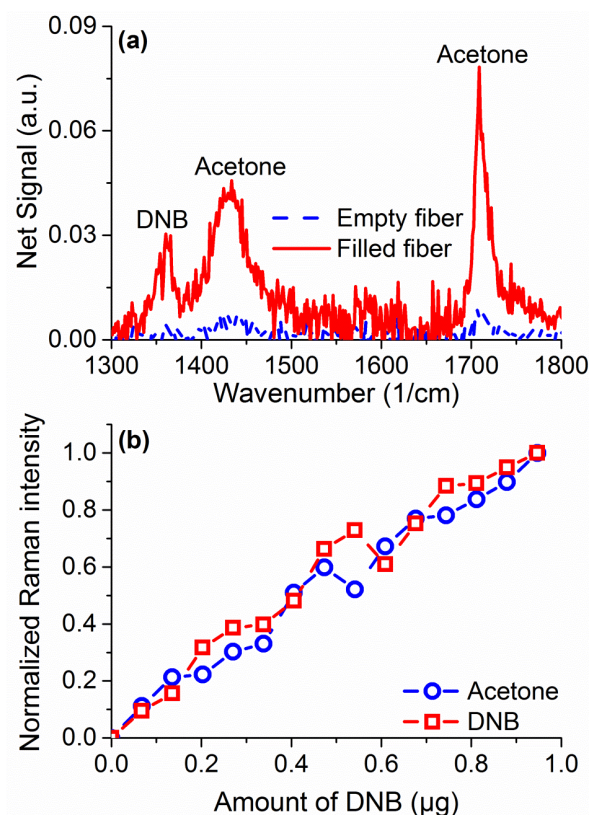 (a)
Acetone
Acetone
DNB
Empty fiber
Filled fiber
Net Signal (a.u.)
0.09
0.06
0.03
0.00
1300 1400 1500 1600 1700 1800
Wavenumber (1/cm)
(b)
Normalized Raman intensity
1.0
0.8
0.6
0.4
0.2
0.0
Acetone
DNB
0.0 0.2 0.4 0.6 0.8 1.0
Amount of DNB (μg)